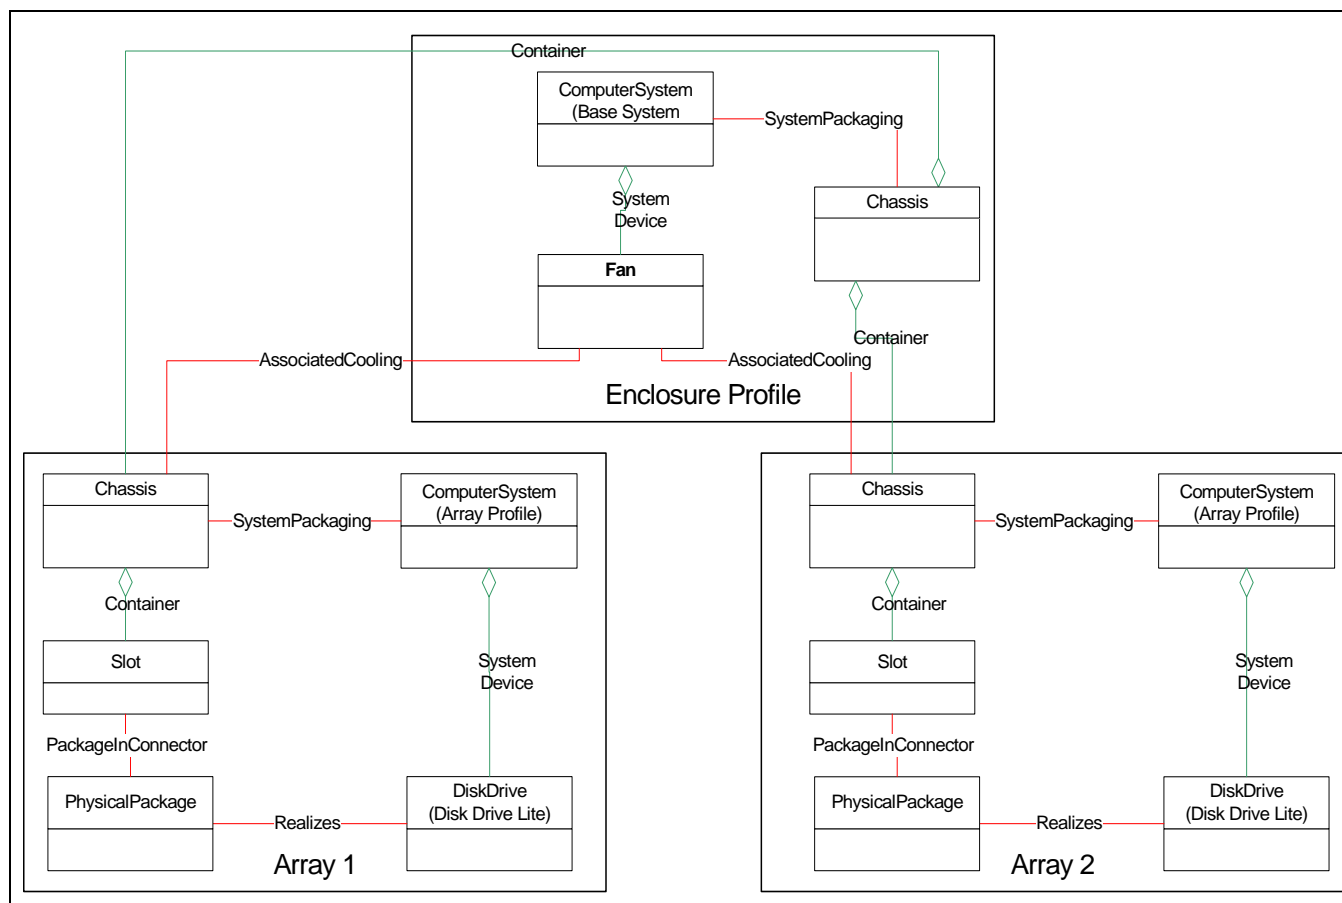 Container
ComputerSystem
(Base System
SystemPackaging
System
Device
Chassis
Fan
Container
AssociatedCooling
AssociatedCooling
Enclosure Profile
Chassis
ComputerSystem
(Array Profile)
SystemPackaging
Container
Slot
System
Device
PackageInConnector
PhysicalPackage
DiskDrive
(Disk Drive Lite)
Realizes
Array 1
Chassis
ComputerSystem
(Array Profile)
SystemPackaging
Container
Slot
System
Device
PackageInConnector
PhysicalPackage
DiskDrive
(Disk Drive Lite)
Realizes
Array 2